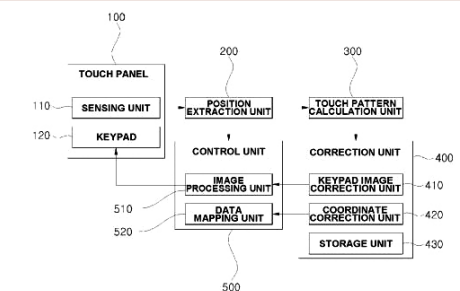 100
TOUCH PANEL
110
SENSING UNIT
120
KEYPAD
200
POSITION
EXTRACTION UNIT
300
TOUCH PATTERN
CALCULATION UNIT
CONTROL UNIT
IMAGE
PROCESSING UNIT
510
DATA
MAPPING UNIT
520
500
CORRECTION UNIT
400
KEYPAD IMAGE
CORRECTION UNIT
410
COORDINATE
CORRECTION UNIT
420
STORAGE UNIT
430